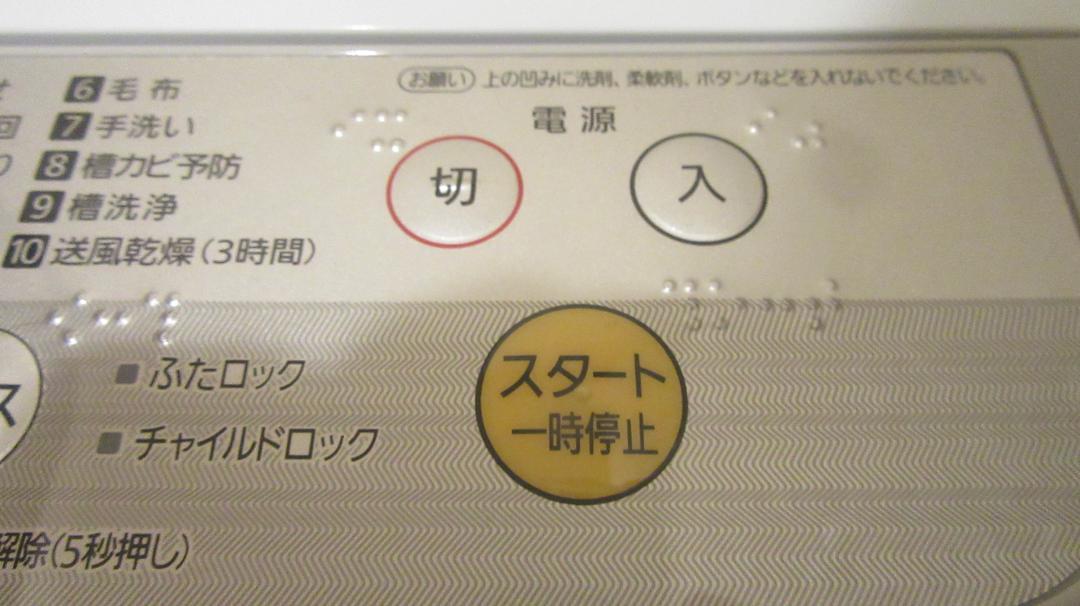 お願い 上の凹みに洗剤、柔軟剤、ボタンなどを入れないでください。
6 毛布
電源
7 手洗い
回
切
入
8 槽カビ予防
9 槽洗浄
10 送風乾燥(3時間)
ス
ふたロック
チャイルドロック
スタート
一時停止
解除(5秒押し)